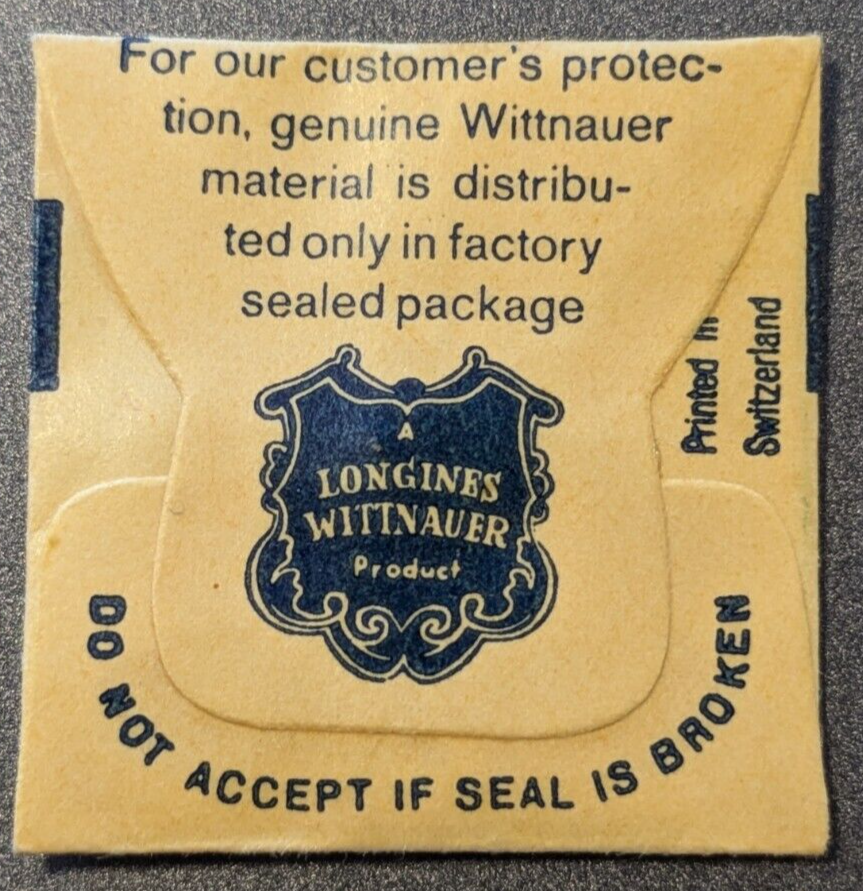 For our customer's protec-
tion, genuine Wittnauer
material is distribu-
ted only in factory
sealed package
A
LONGINES
WITTNAUER
Product
Printed in
Switzerland
DO NOT ACCEPT IF SEAL IS BROKEN